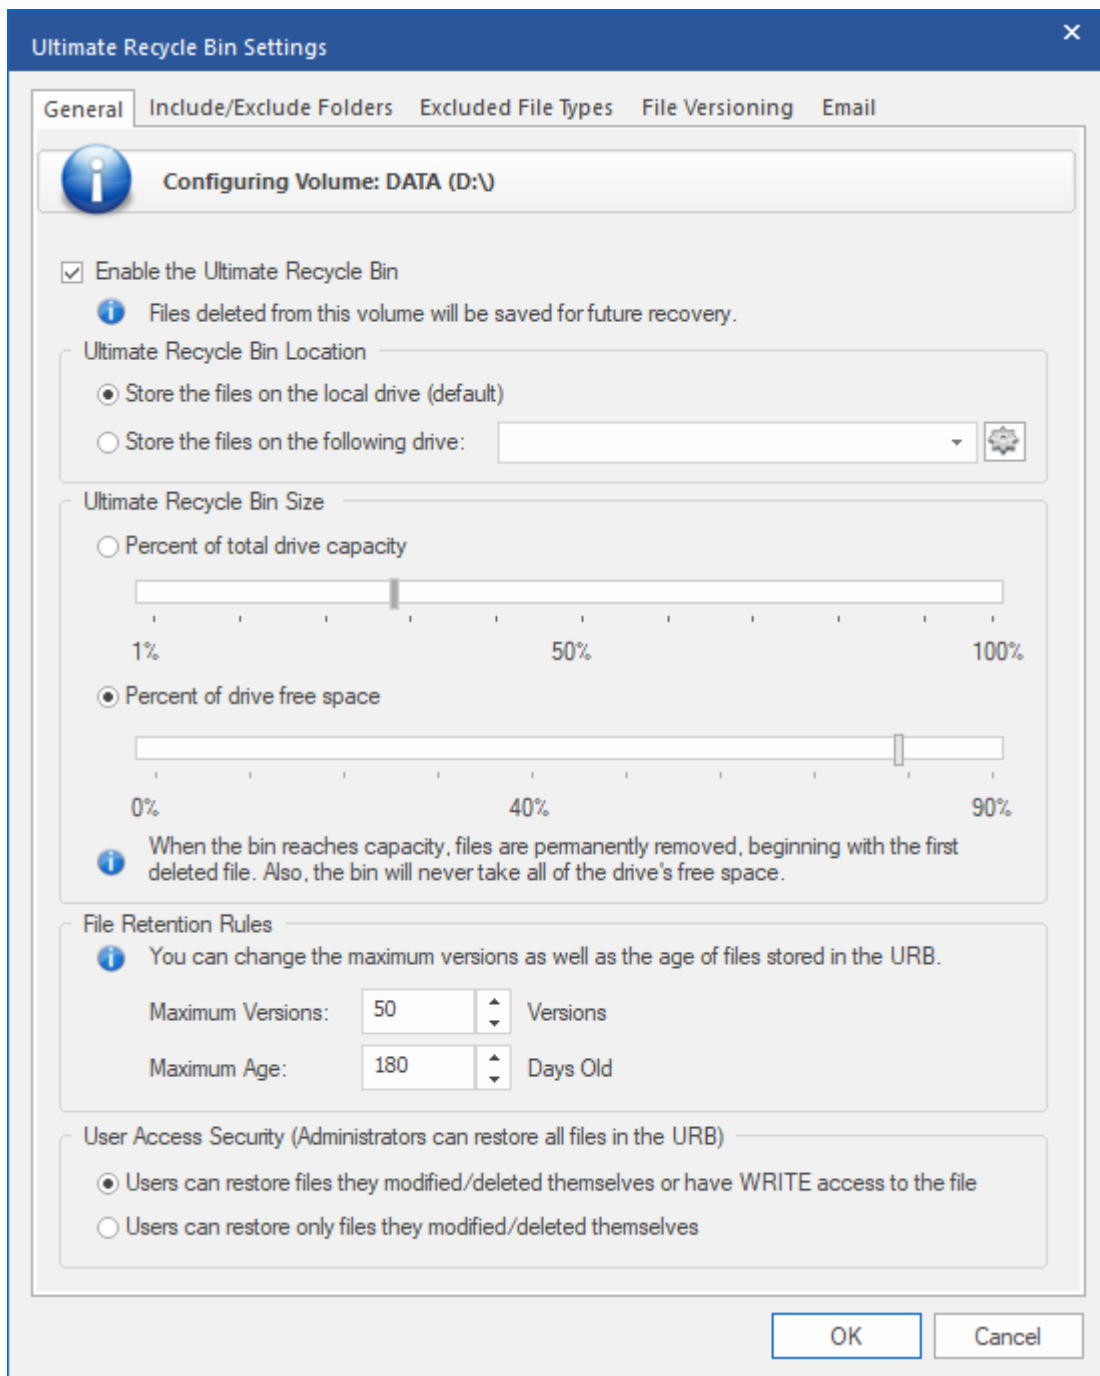 Ultimate Recycle Bin Settings
General Include/Exclude Folders Excluded File Types File Versioning Email
Configuring Volume: DATA (D:\)
Enable the Ultimate Recycle Bin
Files deleted from this volume will be saved for future recovery.
Ultimate Recycle Bin Location
Store the files on the local drive (default)
Store the files on the following drive:
Ultimate Recycle Bin Size
Percent of total drive capacity
1% 50% 100%
Percent of drive free space
0% 40% 90%
When the bin reaches capacity, files are permanently removed, beginning with the first
deleted file. Also, the bin will never take all of the drive's free space.
File Retention Rules
You can change the maximum versions as well as the age of files stored in the URB.
Maximum Versions: 50 Versions
Maximum Age: 180 Days Old
User Access Security (Administrators can restore all files in the URB)
Users can restore files they modified/deleted themselves or have WRITE access to the file
Users can restore only files they modified/deleted themselves
OK Cancel